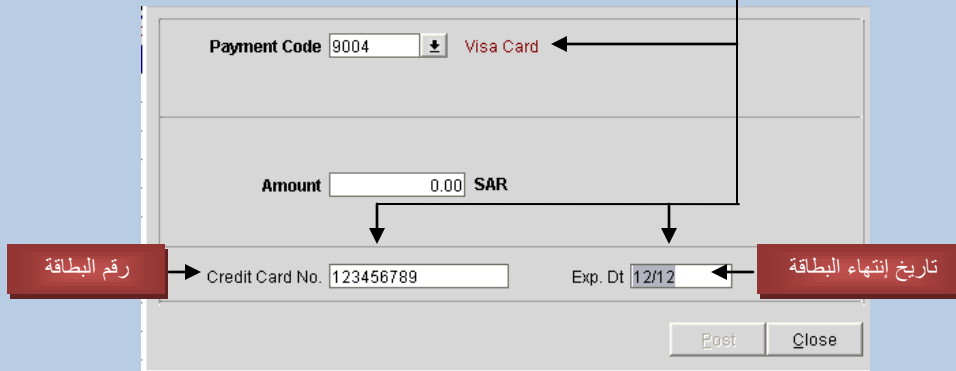 Payment Code 9004 Visa Card
Amount 0.00 SAR
رقم البطاقة
Credit Card No. 123456789 Exp. Dt 12/12
تاريخ إنتهاء البطاقة
Post Close